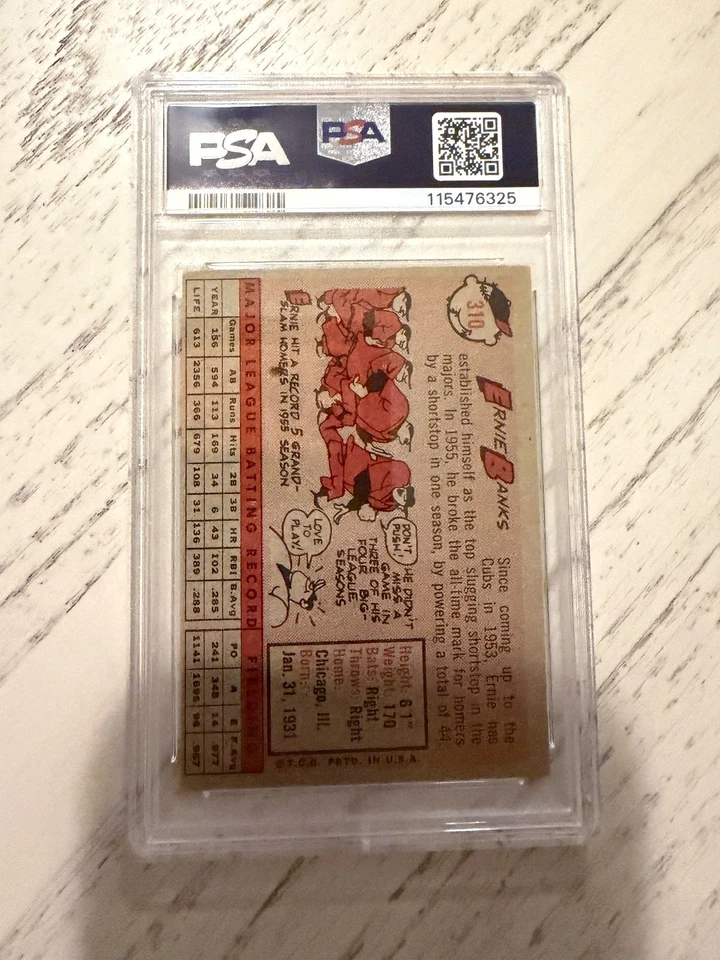 PSA
PSA
115476325
310
ERNIE BANKS
Since coming up to the
Cubs in 1953, Ernie has
established himself as the top slugging shortstop in the
majors. In 1955, he broke the all-time mark for homers
by a shortstop in one season, by powering a total of 44.
ERNIE HIT A RECORD 5 GRAND-
SLAM HOMERS IN 1955 SEASON
DON'T
PUSH!
HE DIDN'T
MISS A
GAME IN
THREE OF HIS
FOUR BIG-
LEAGUE
SEASONS
I LOVE
TO
PLAY!
Height: 6'1"
Weight: 170
Bats: Right
Throws: Right
Home:
Chicago, Ill.
Born:
Jan. 31, 1931
MAJOR LEAGUE BATTING RECORD FIELDING
Games AB Runs Hits 2B 3B HR RBI B.Avg PO A E F.Avg
YEAR 156 594 113 169 34 6 43 102 .285 241 348 14 .977
LIFE 613 2356 366 679 108 31 136 389 .288 1141 .967
©T.C.G. PRTD. IN U.S.A.